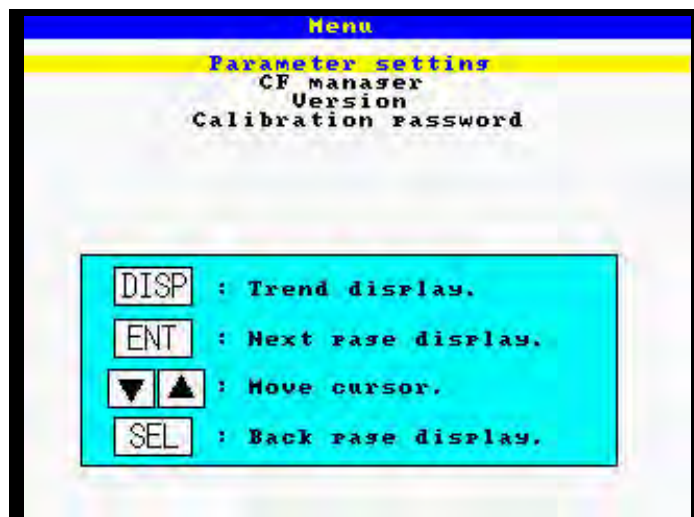 Menu
Parameter setting
CF manager
Version
Calibration password
DISP : Trend display.
ENT : Next page display.
▼ ▲ : Move cursor.
SEL : Back page display.